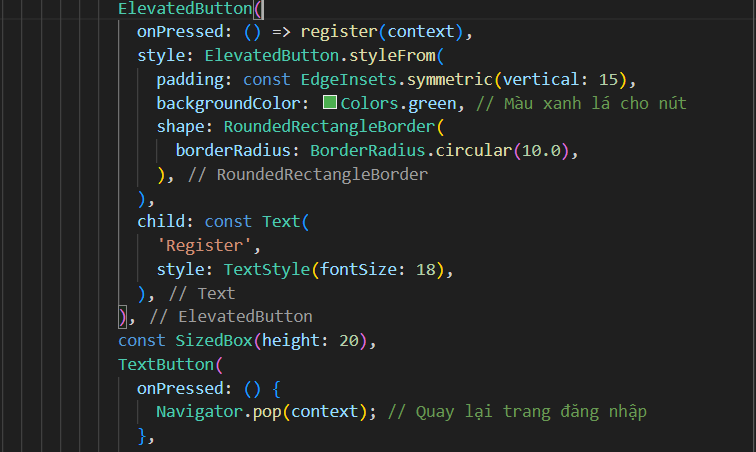 ElevatedButton(
onPressed: () => register(context),
style: ElevatedButton.styleFrom(
padding: const EdgeInsets.symmetric(vertical: 15),
backgroundColor: Colors.green, // Màu xanh lá cho nút
shape: RoundedRectangleBorder(
borderRadius: BorderRadius.circular(10.0),
), // RoundedRectangleBorder
),
child: const Text(
'Register',
style: TextStyle(fontSize: 18),
), // Text
), // ElevatedButton
const SizedBox(height: 20),
TextButton(
onPressed: () {
Navigator.pop(context); // Quay lại trang đăng nhập
},